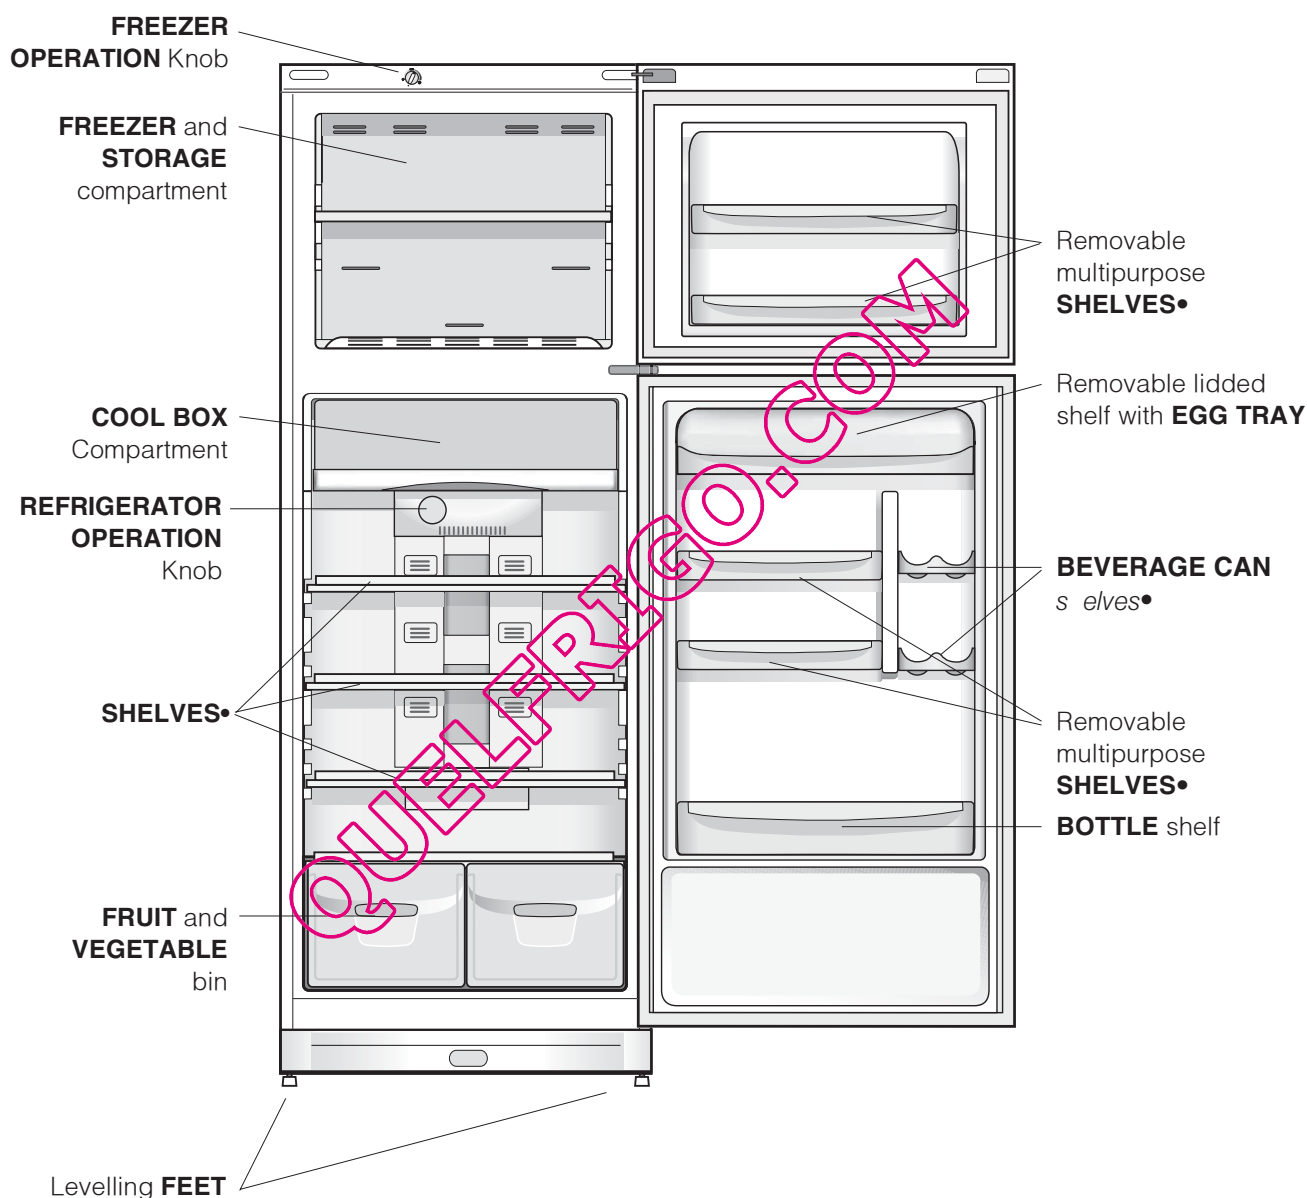 FREEZER
OPERATION Knob
FREEZER and
STORAGE
compartment
COOL BOX
Compartment
REFRIGERATOR
OPERATION
Knob
SHELVES•
FRUIT and
VEGETABLE
bin
Levelling FEET
Removable
multipurpose
SHELVES•
Removable lidded
shelf with EGG TRAY
BEVERAGE CAN
s elves•
Removable
multipurpose
SHELVES•
BOTTLE shelf
QUELFRIGO.COM